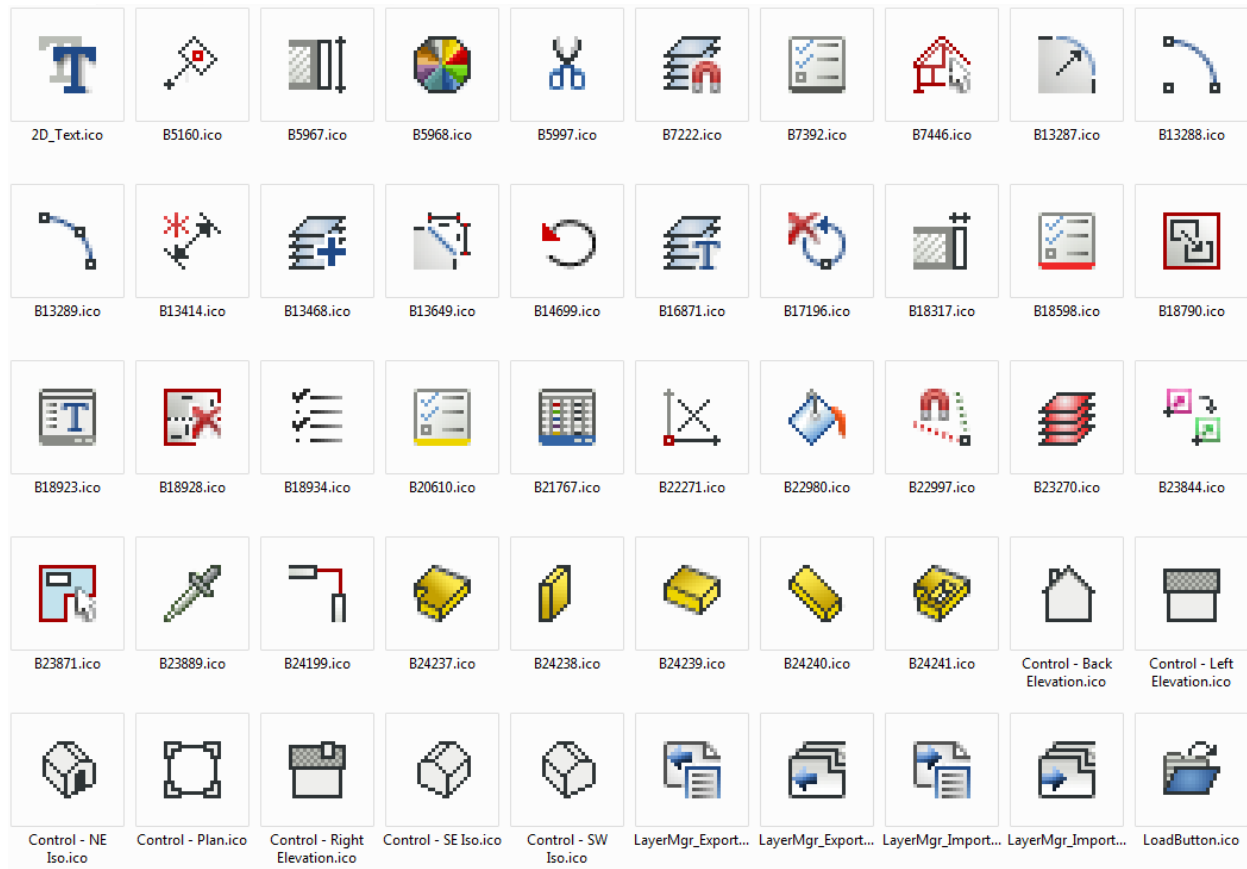 2D_Text.ico B5160.ico B5967.ico B5968.ico B5997.ico B7222.ico B7392.ico B7446.ico B13287.ico B13288.ico
B13289.ico B13414.ico B13468.ico B13649.ico B14699.ico B16871.ico B17196.ico B18317.ico B18598.ico B18790.ico
B18923.ico B18928.ico B18934.ico B20610.ico B21767.ico B22271.ico B22980.ico B22997.ico B23270.ico B23844.ico
B23871.ico B23889.ico B24199.ico B24237.ico B24238.ico B24239.ico B24240.ico B24241.ico Control - Back Control - Left
Elevation.ico Elevation.ico
Control - NE Control - Plan.ico Control - Right Control - SE Iso.ico Control - SW LayerMgr_Export... LayerMgr_Export... LayerMgr_Import... LayerMgr_Import... LoadButton.ico
Iso.ico Elevation.ico Iso.ico